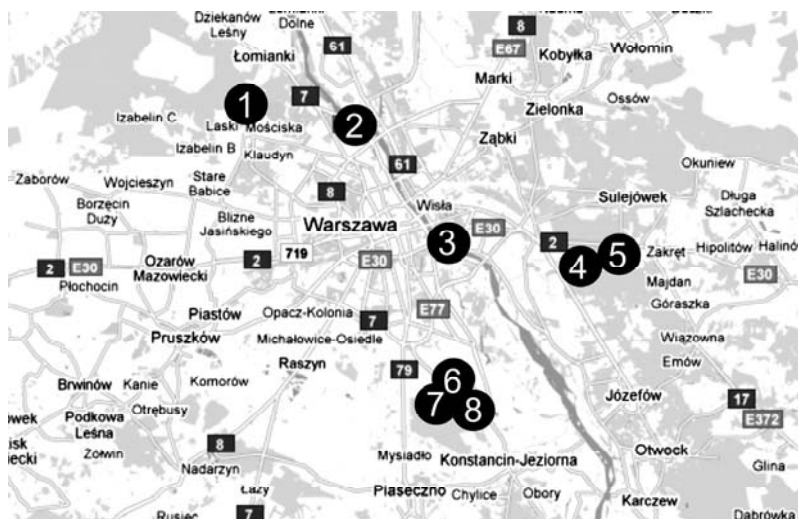 Dziekanów
Leśny
Dolne
Łomianki
61
8
E67
Kobyłka
Wołomin
Marki
1
7
2
Zielonka
Ossów
Izabelin C
Laski
Mościska
Izabelin B
Klaudyn
Ząbki
61
Okuniew
Zaborów
Wojcieszyn
Stare
Babice
8
Wisła
Sulejówek
Długa
Szlachecka
Borzęcin
Duży
Blizne
Jasińskiego
Warszawa
3
E30
2
4
5
Zakręt
Hipolitów
Halinów
2
E30
Ożarów
Mazowiecki
2
719
E30
E30
Płochocin
Majdan
Góraszka
Piastów
Opacz-Kolonia
7
E77
Pruszków
Michałowice-Osiedle
Wiązowna
Raszyn
79
6
Emów
Brwinów
Kanie
Komorów
7
8
Józefów
17
E372
Podkowa
Leśna
Otrębusy
Żółwin
8
Nadarzyn
Mysiadło
Konstancin-Jeziorna
Otwock
Glina
Łazy
Piaseczno
Chylice
Obory
Karczew
Rusiec
7
Dąbrówka